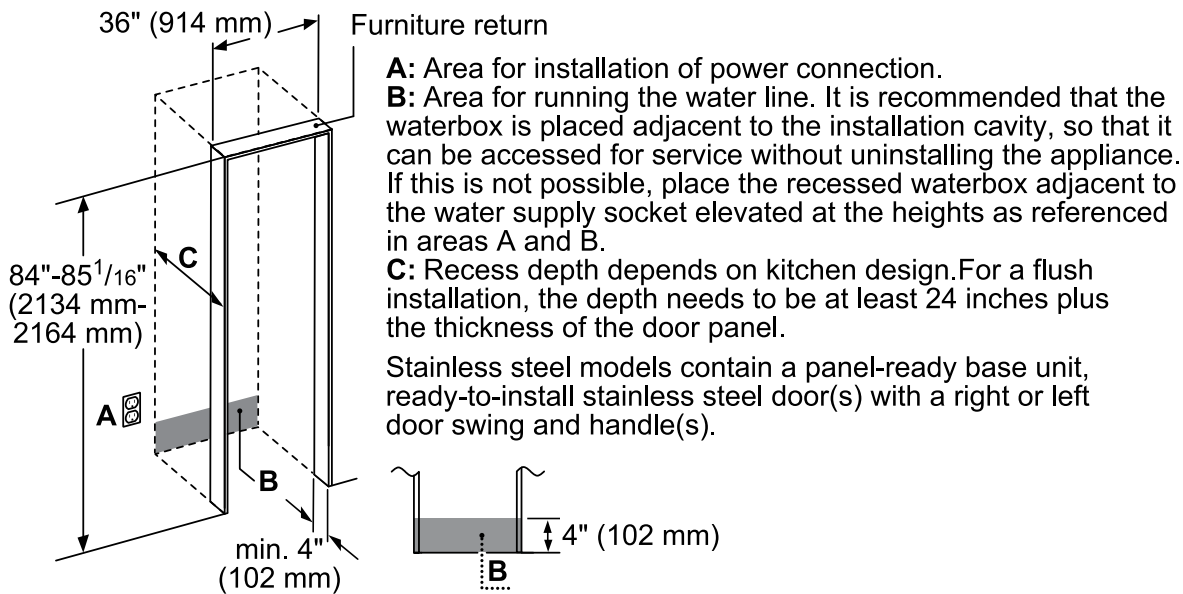 36" (914 mm)
Furniture return
A: Area for installation of power connection.
B: Area for running the water line. It is recommended that the
waterbox is placed adjacent to the installation cavity, so that it
can be accessed for service without uninstalling the appliance.
If this is not possible, place the recessed waterbox adjacent to
the water supply socket elevated at the heights as referenced
in areas A and B.
C: Recess depth depends on kitchen design.For a flush
installation, the depth needs to be at least 24 inches plus
the thickness of the door panel.
Stainless steel models contain a panel-ready base unit,
ready-to-install stainless steel door(s) with a right or left
door swing and handle(s).
C
84"-85 1/16"
(2134 mm-
2164 mm)
A
B
min. 4"
(102 mm)
4" (102 mm)
B